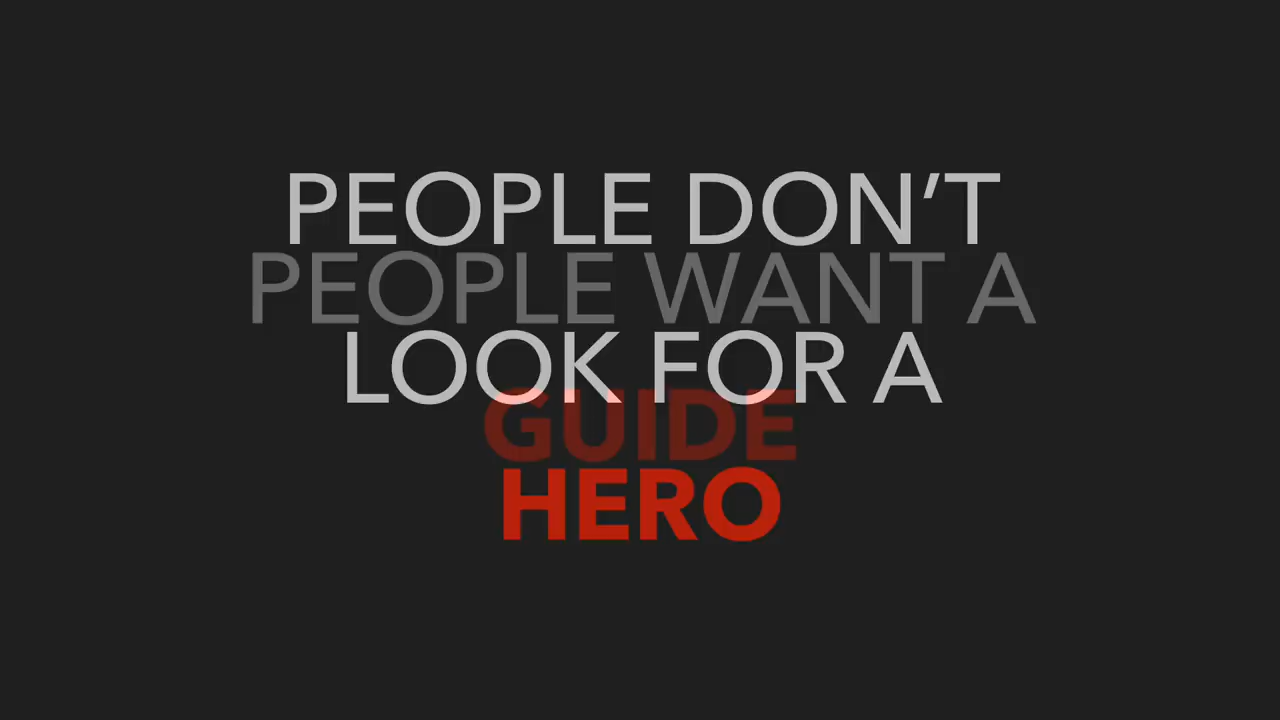 PEOPLE DON’T
PEOPLE WANT A
LOOK FOR A
GUIDE
HERO